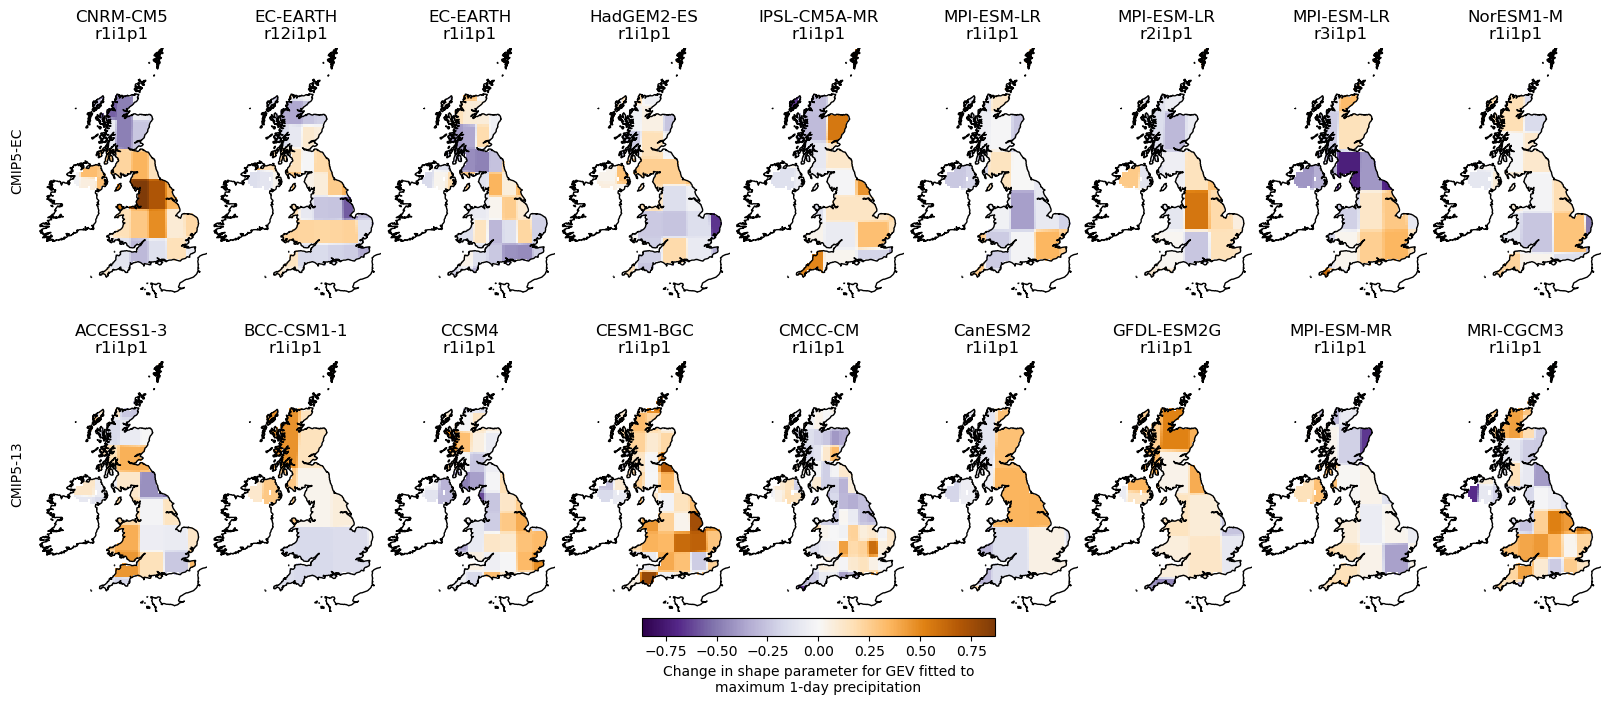 CNRM-CM5 EC-EARTH EC-EARTH HadGEM2-ES IPSL-CM5A-MR MPI-ESM-LR MPI-ESM-LR MPI-ESM-LR NorESM1-M
r1i1p1 r12i1p1 r1i1p1 r1i1p1 r1i1p1 r1i1p1 r2i1p1 r3i1p1 r1i1p1
CMIP5-EC
ACCESS1-3 BCC-CSM1-1 CCSM4 CESM1-BGC CMCC-CM CanESM2 GFDL-ESM2G MPI-ESM-MR MRI-CGCM3
r1i1p1 r1i1p1 r1i1p1 r1i1p1 r1i1p1 r1i1p1 r1i1p1 r1i1p1 r1i1p1
CMIP5-13
−0.75 −0.50 −0.25 0.00 0.25 0.50 0.75
Change in shape parameter for GEV fitted to
maximum 1-day precipitation